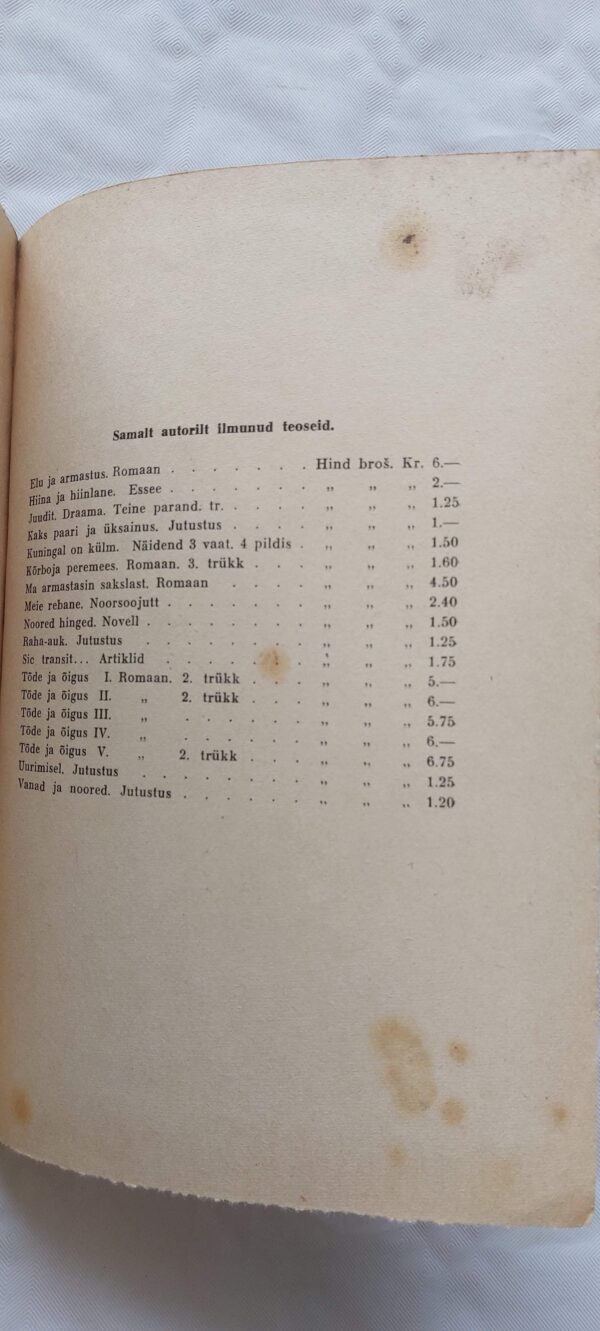 Samalt autorilt ilmunud teoseid.
Elu ja armastus. Romaan . . . . . . . Hind broš. Kr. 6.—
Hiina ja hiinlane. Essee . . . . . . „ „ „ 2.—
Juudit. Draama. Teine parand. tr. . . . . „ „ „ 1.25
Kaks paari ja üksainus. Jutustus . . . . „ „ „ 1.—
Kuningal on külm. Näidend 3 vaat. 4 pildis . „ „ „ 1.50
Kõrboja peremees. Romaan. 3. trükk . . . „ „ „ 1.60
Ma armastasin sakslast. Romaan . . . . „ „ „ 4.50
Meie rebane. Noorsoojutt . . . . . . „ „ „ 2.40
Noored hinged. Novell . . . . . . . „ „ „ 1.50
Raha-auk. Jutustus . . . . . . . „ „ „ 1.25
Sic transit... Artiklid . . . . . . . „ „ „ 1.75
Tõde ja õigus I. Romaan. 2. trükk . . . „ „ „ 5.—
Tõde ja õigus II. „ 2. trükk . . . „ „ „ 6.—
Tõde ja õigus III. „ . . . . . . „ „ „ 5.75
Tõde ja õigus IV. „ . . . . . . „ „ „ 6.—
Tõde ja õigus V. „ 2. trükk . . . „ „ „ 6.75
Uurimisel. Jutustus . . . . . . . „ „ „ 1.25
Vanad ja noored. Jutustus . . . . . . „ „ „ 1.20